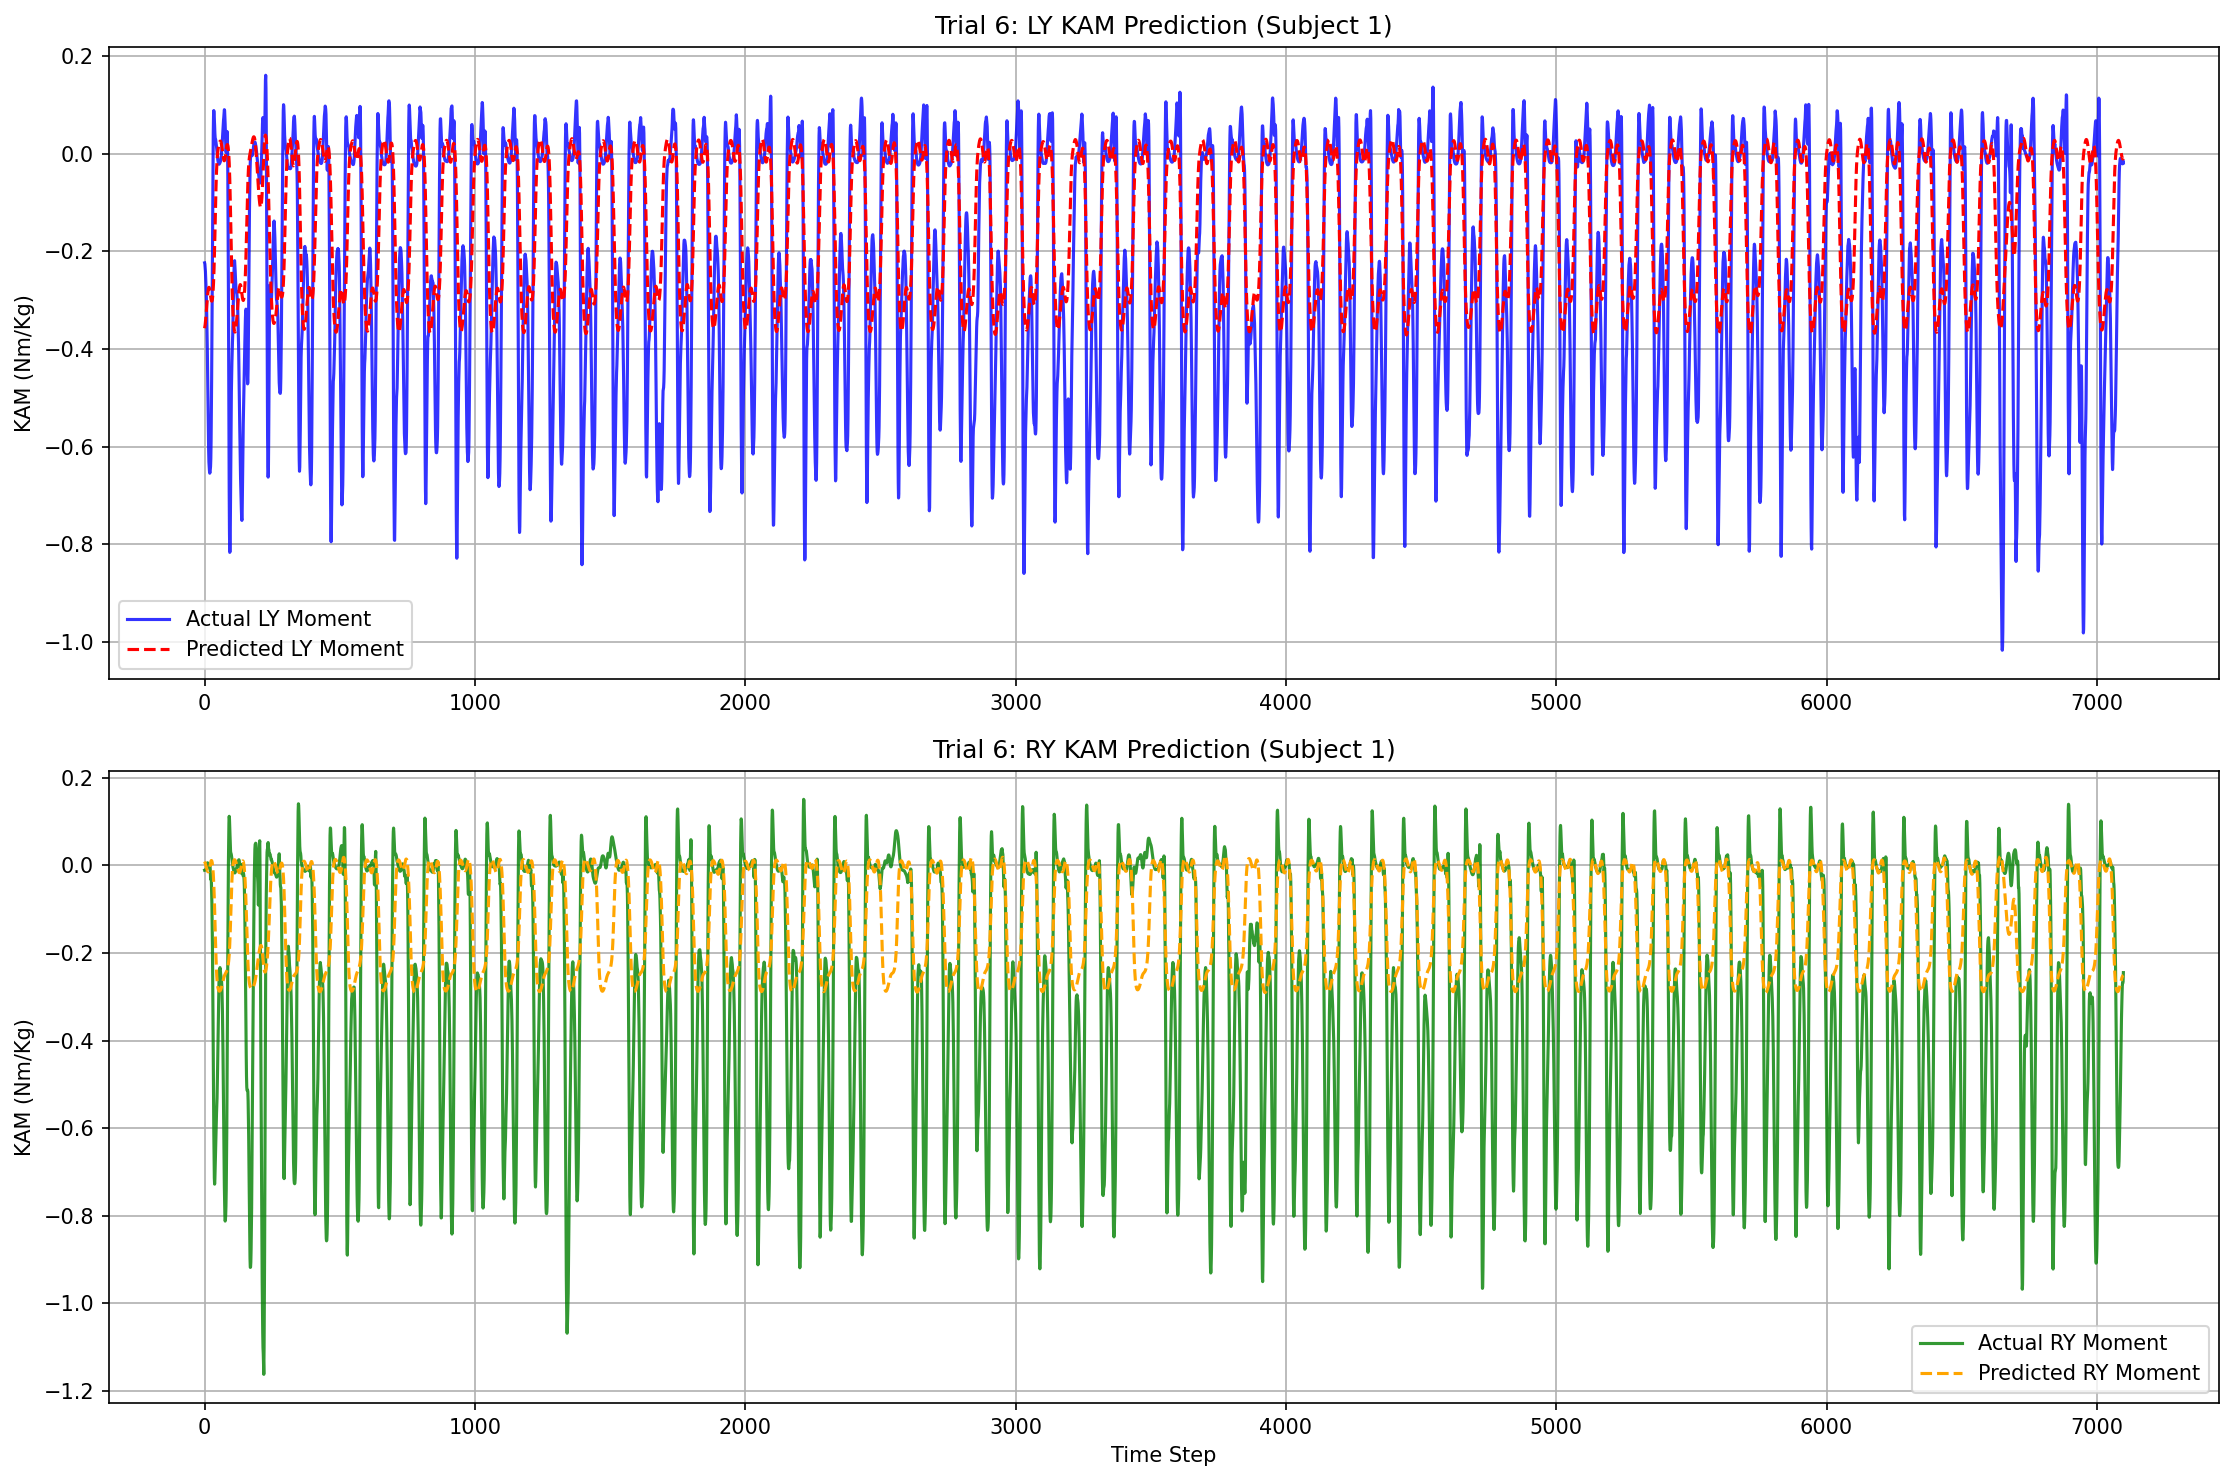 Trial 6: LY KAM Prediction (Subject 1)
0.2
0.0
−0.2
−0.4
−0.6
−0.8
−1.0
KAM (Nm/Kg)
Actual LY Moment
Predicted LY Moment
0 1000 2000 3000 4000 5000 6000 7000
Trial 6: RY KAM Prediction (Subject 1)
0.2
0.0
−0.2
−0.4
−0.6
−0.8
−1.0
−1.2
KAM (Nm/Kg)
Actual RY Moment
Predicted RY Moment
0 1000 2000 3000 4000 5000 6000 7000
Time Step